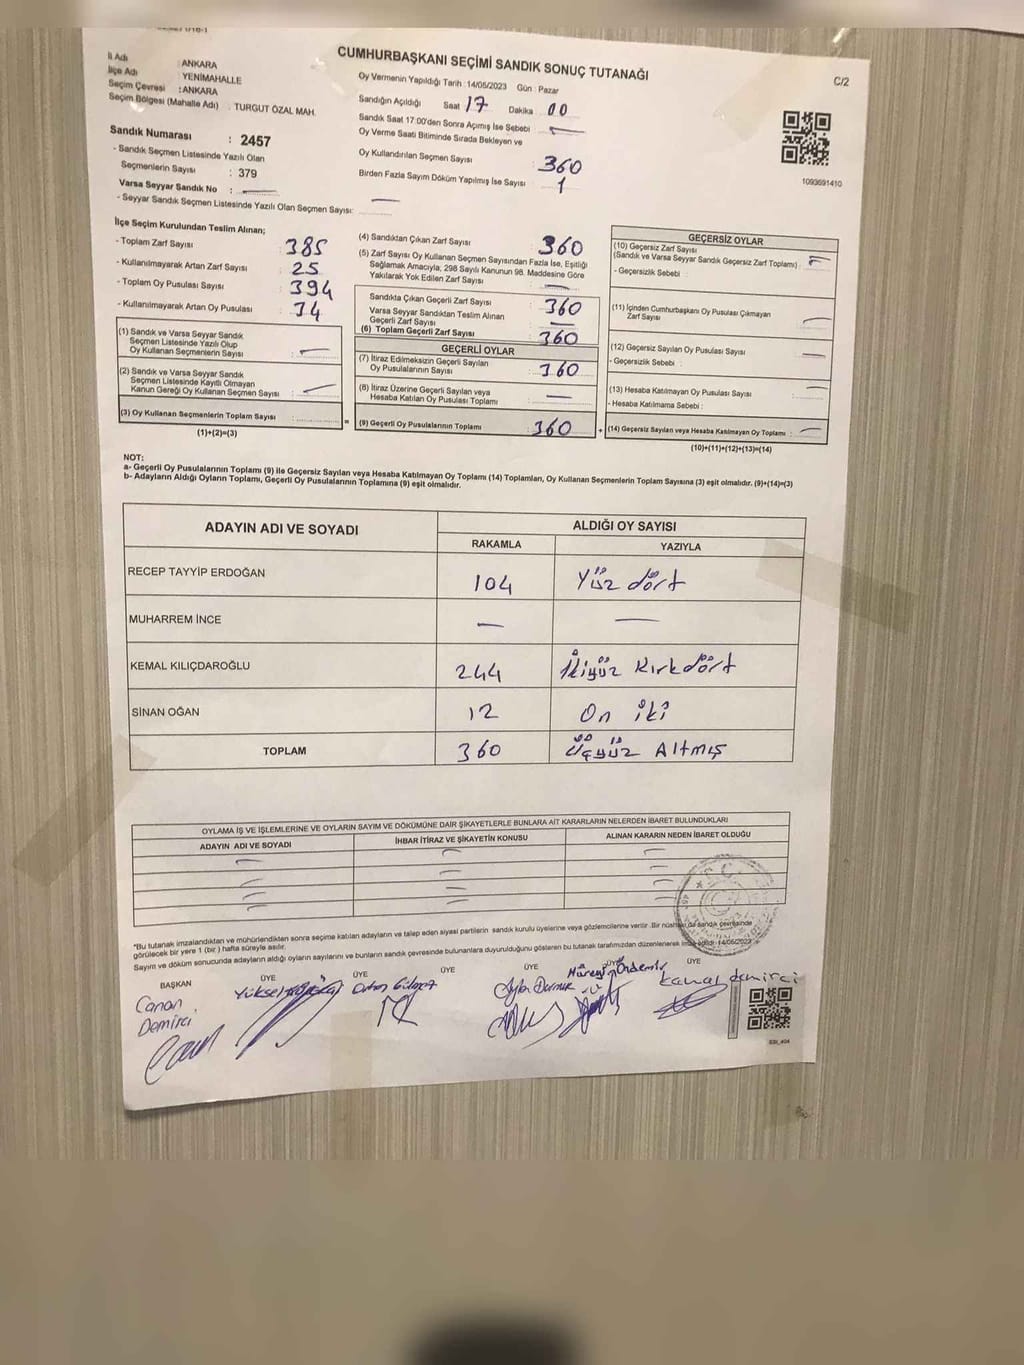 CUMHURBAŞKANI SEÇİMİ SANDIK SONUÇ TUTANAĞI
C/2
İl Adı : ANKARA
İlçe Adı : YENİMAHALLE
Seçim Çevresi : ANKARA
Seçim Bölgesi (Mahalle Adı) : TURGUT ÖZAL MAH.
Sandık Numarası : 2457
- Sandık Seçmen Listesinde Yazılı Olan
Seçmenlerin Sayısı : 379
Varsa Seyyar Sandık No : —
- Seyyar Sandık Seçmen Listesinde Yazılı Olan Seçmen Sayısı: —
Oy Vermenin Yapıldığı Tarih : 14/05/2023 Gün : Pazar
Sandığın Açıldığı Saat 17 Dakika 00
Sandık Saat 17:00'den Sonra Açımış İse Sebebi : —
Oy Verme Saati Bitiminde Sırada Bekleyen ve
Oy Kullandırılan Seçmen Sayısı : 360
Birden Fazla Sayım Döküm Yapılmış İse Sayısı : 1
1093691410
İlçe Seçim Kurulundan Teslim Alınan;
- Toplam Zarf Sayısı : 385
- Kullanılmayarak Artan Zarf Sayısı : 25
- Toplam Oy Pusulası Sayısı : 394
- Kullanılmayarak Artan Oy Pusulası : 34
(1) Sandık ve Varsa Seyyar Sandık
Seçmen Listesinde Yazılı Olup
Oy Kullanan Seçmenlerin Sayısı : —
(2) Sandık ve Varsa Seyyar Sandık
Seçmen Listesinde Kayıtlı Olmayan
Kanun Gereği Oy Kullanan Seçmen Sayısı : —
(3) Oy Kullanan Seçmenlerin Toplam Sayısı :
(1)+(2)=(3)
(4) Sandıktan Çıkan Zarf Sayısı : 360
(5) Zarf Sayısı Oy Kullanan Seçmen Sayısından Fazla İse, Eşitliği
Sağlamak Amacıyla, 298 Sayılı Kanunun 98. Maddesine Göre
Yakılarak Yok Edilen Zarf Sayısı : —
Sandıkta Çıkan Geçerli Zarf Sayısı : 360
Varsa Seyyar Sandıktan Teslim Alınan
Geçerli Zarf Sayısı : —
(6) Toplam Geçerli Zarf Sayısı : 360
GEÇERLİ OYLAR
(7) İtiraz Edilmeksizin Geçerli Sayılan
Oy Pusulalarının Sayısı : 360
(8) İtiraz Üzerine Geçerli Sayılan veya
Hesaba Katılan Oy Pusulası Toplamı : —
= (9) Geçerli Oy Pusulalarının Toplamı : 360 +
GEÇERSİZ OYLAR
(10) Geçersiz Zarf Sayısı
(Sandık ve Varsa Seyyar Sandık Geçersiz Zarf Toplamı) : —
- Geçersizlik Sebebi :
(11) İçinden Cumhurbaşkanı Oy Pusulası Çıkmayan
Zarf Sayısı : —
(12) Geçersiz Sayılan Oy Pusulası Sayısı : —
- Geçersizlik Sebebi :
(13) Hesaba Katılmayan Oy Pusulası Sayısı : —
- Hesaba Katılmama Sebebi :
(14) Geçersiz Sayılan veya Hesaba Katılmayan Oy Toplamı : —
(10)+(11)+(12)+(13)=(14)
NOT:
a- Geçerli Oy Pusulalarının Toplamı (9) ile Geçersiz Sayılan veya Hesaba Katılmayan Oy Toplamı (14) Toplamları, Oy Kullanan Seçmenlerin Toplam Sayısına (3) eşit olmalıdır. (9)+(14)=(3)
b- Adayların Aldığı Oyların Toplamı, Geçerli Oy Pusulalarının Toplamına (9) eşit olmalıdır.
ADAYIN ADI VE SOYADI ALDIĞI OY SAYISI
RAKAMLA YAZIYLA
RECEP TAYYİP ERDOĞAN 104 Yüz dört
MUHARREM İNCE — —
KEMAL KILIÇDAROĞLU 244 İkiyüz Kırkdört
SİNAN OĞAN 12 On iki
TOPLAM 360 Üçyüz Altmış
OYLAMA İŞ VE İŞLEMLERİNE VE OYLARIN SAYIM VE DÖKÜMÜNE DAİR ŞİKAYETLERLE BUNLARA AİT KARARLARIN NELERDEN İBARET BULUNDUKLARI
ADAYIN ADI VE SOYADI İHBAR İTİRAZ VE ŞİKAYETİN KONUSU ALINAN KARARIN NEDEN İBARET OLDUĞU
*Bu tutanak imzalandıktan ve mühürlendikten sonra seçime katılan adayların ve talep eden siyasi partilerin sandık kurulu üyelerine veya gözlemcilerine verilir. Bir nüshası da sandık çevresinde
görülecek bir yere 1 (bir ) hafta süreyle asılır.
Sayım ve döküm sonucunda adayların aldığı oyların sayılarını ve bunların sandık çevresinde bulunanlara duyurulduğunu gösteren bu tutanak tarafımızdan düzenlenerek imza edildi. 14/05/2023
BAŞKAN ÜYE ÜYE ÜYE ÜYE ÜYE ÜYE
Canan
Demirci
Yüksel
Kanat demirci